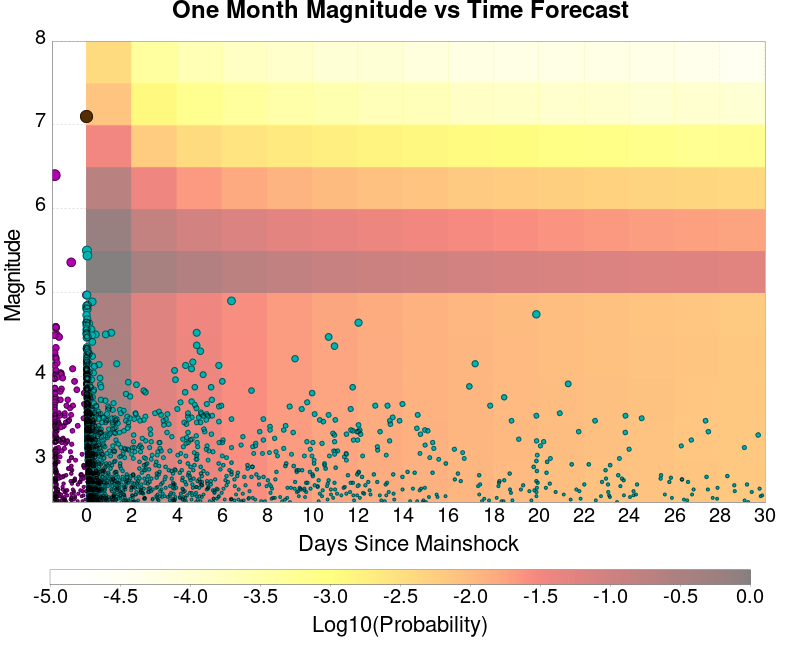 One Month Magnitude vs Time Forecast
8
7
6
5
4
3
Magnitude
0 2 4 6 8 10 12 14 16 18 20 22 24 26 28 30
Days Since Mainshock
-5.0 -4.5 -4.0 -3.5 -3.0 -2.5 -2.0 -1.5 -1.0 -0.5 0.0
Log10(Probability)